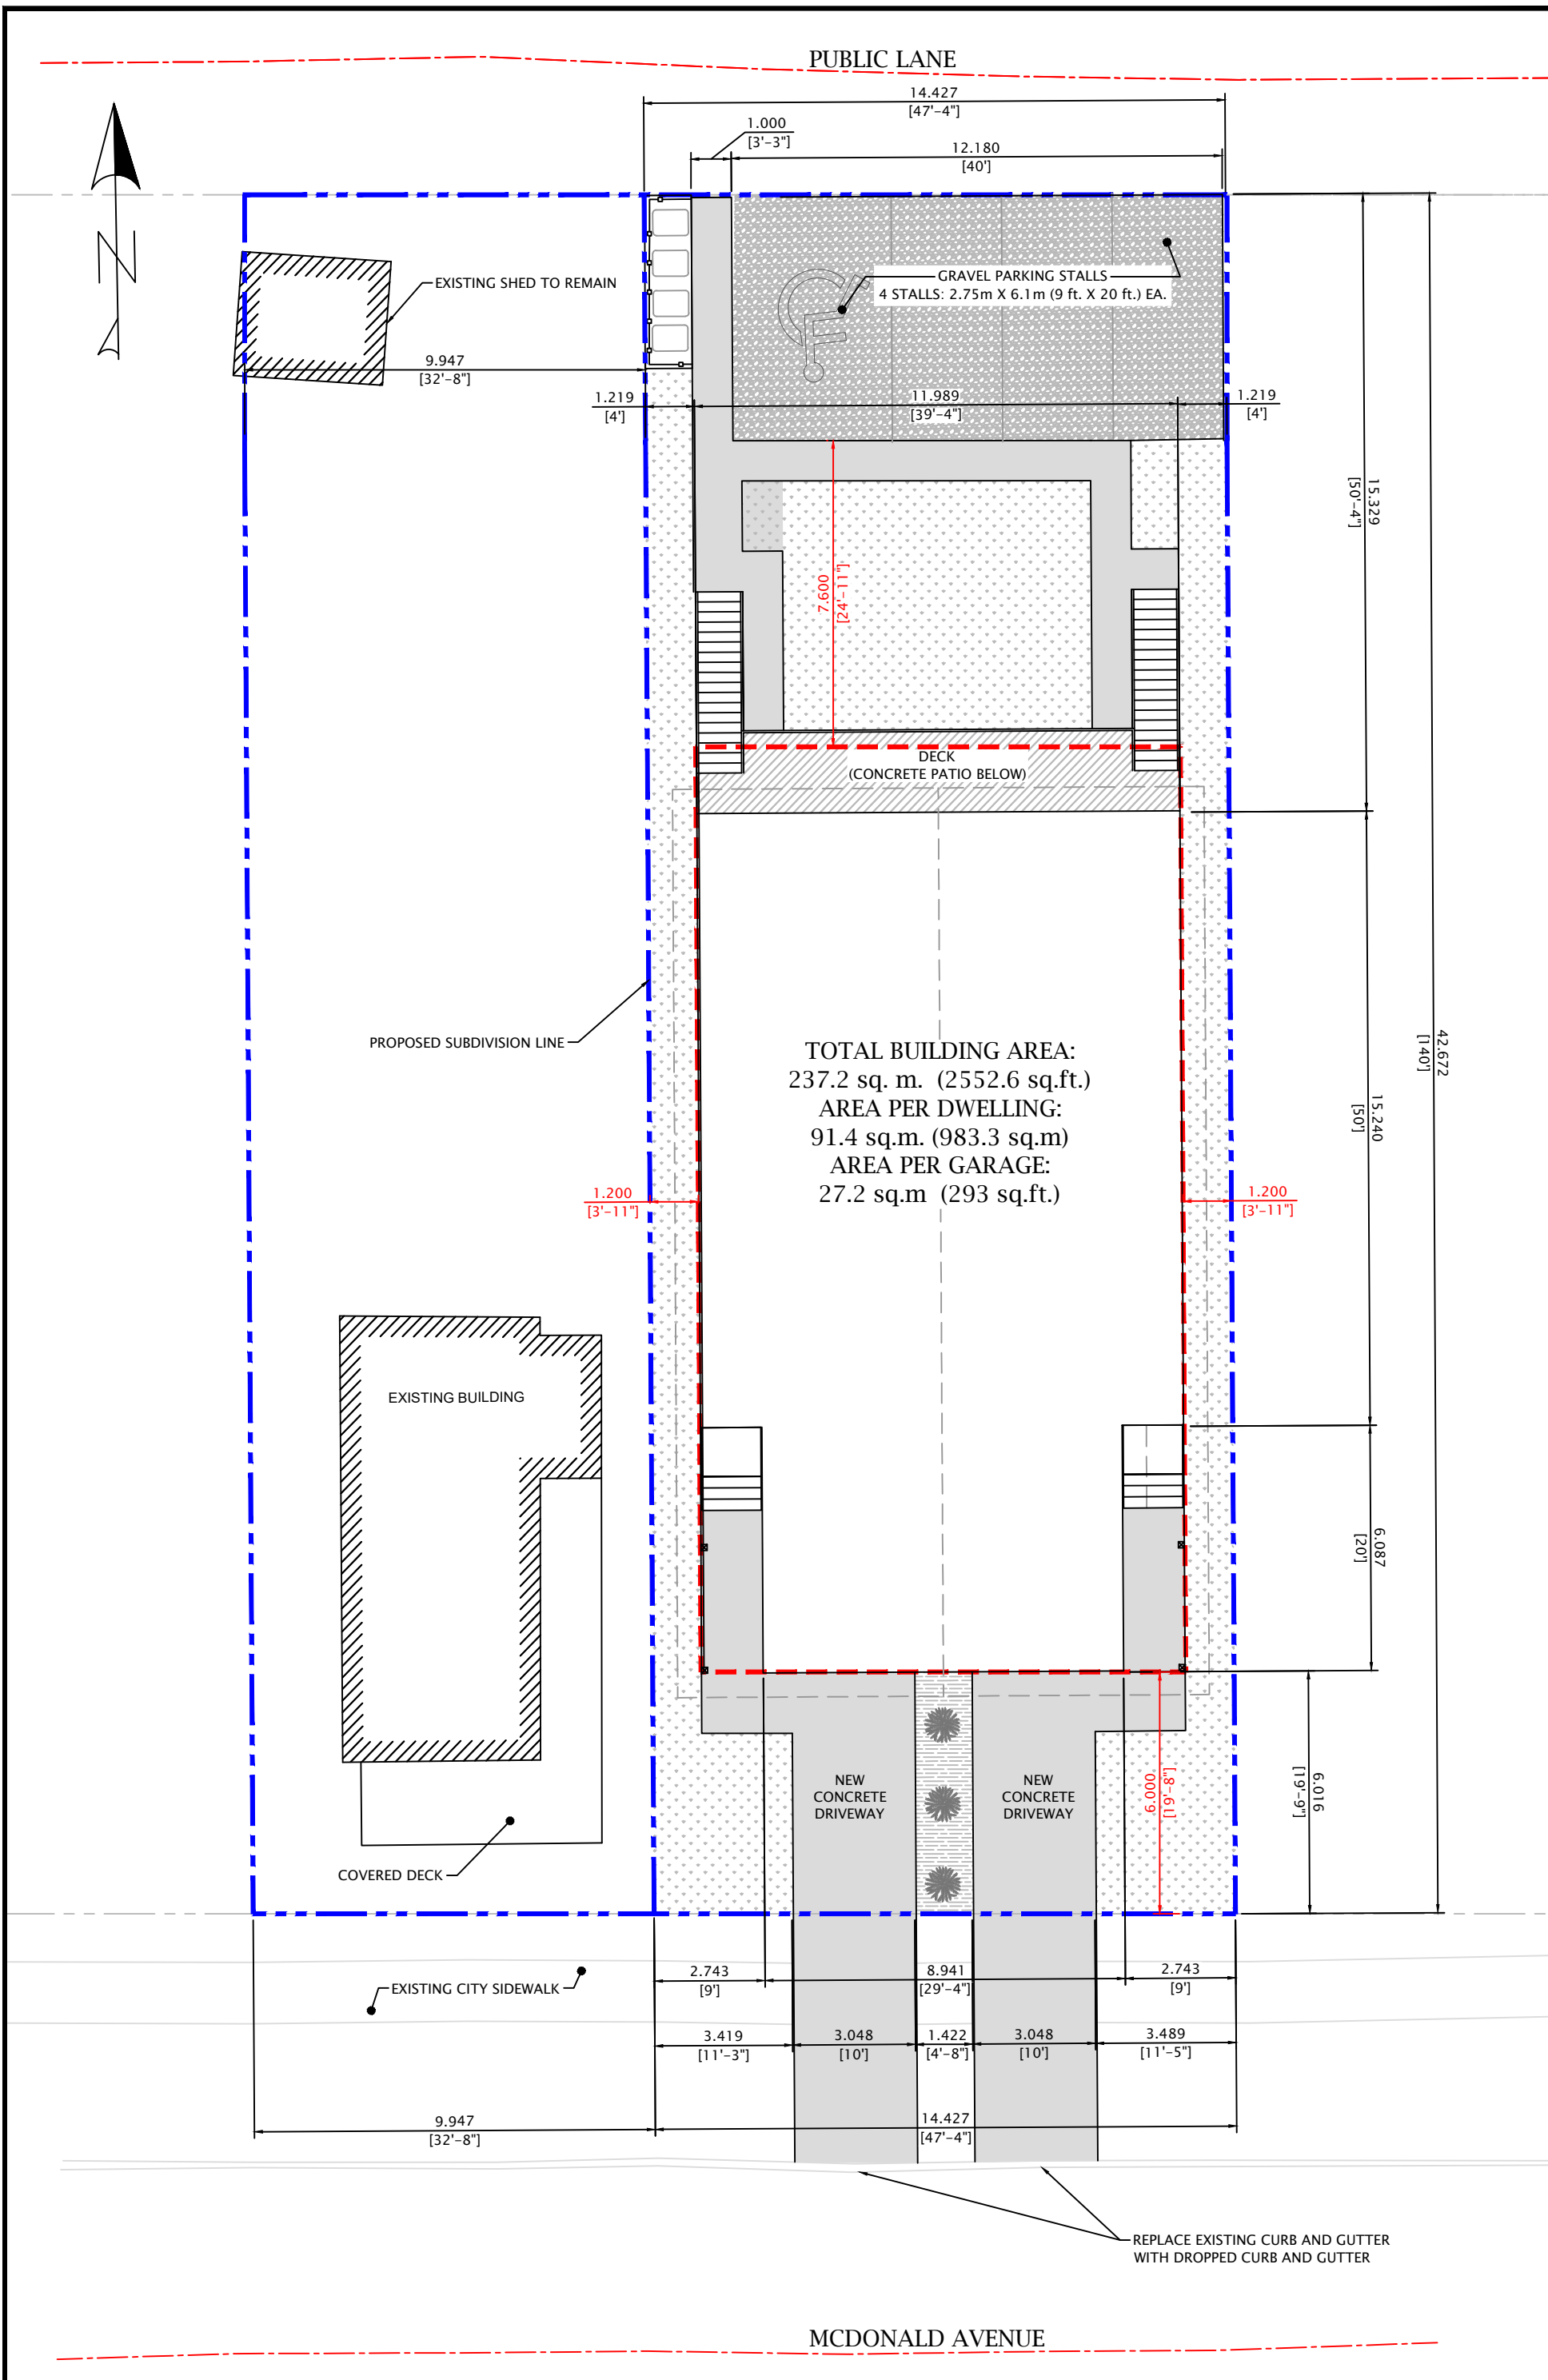 PUBLIC LANE
14.427
[47'-4"]
1.000
[3'-3"]
12.180
[40']
N
EXISTING SHED TO REMAIN
GRAVEL PARKING STALLS
4 STALLS: 2.75m X 6.1m (9 ft. X 20 ft.) EA.
9.947
[32'-8"]
1.219
[4']
11.989
[39'-4"]
1.219
[4']
15.329
[50'-4"]
7.600
[24'-11"]
DECK
(CONCRETE PATIO BELOW)
PROPOSED SUBDIVISION LINE
TOTAL BUILDING AREA:
237.2 sq. m. (2552.6 sq.ft.)
AREA PER DWELLING:
91.4 sq.m. (983.3 sq.m)
AREA PER GARAGE:
27.2 sq.m (293 sq.ft.)
42.672
[140']
15.240
[50']
1.200
[3'-11"]
1.200
[3'-11"]
EXISTING BUILDING
6.087
[20']
NEW
CONCRETE
DRIVEWAY
NEW
CONCRETE
DRIVEWAY
6.000
[19'-8"]
6.016
[19'-9"]
COVERED DECK
EXISTING CITY SIDEWALK
2.743
[9']
8.941
[29'-4"]
2.743
[9']
3.419
[11'-3"]
3.048
[10']
1.422
[4'-8"]
3.048
[10']
3.489
[11'-5"]
9.947
[32'-8"]
14.427
[47'-4"]
REPLACE EXISTING CURB AND GUTTER
WITH DROPPED CURB AND GUTTER
MCDONALD AVENUE